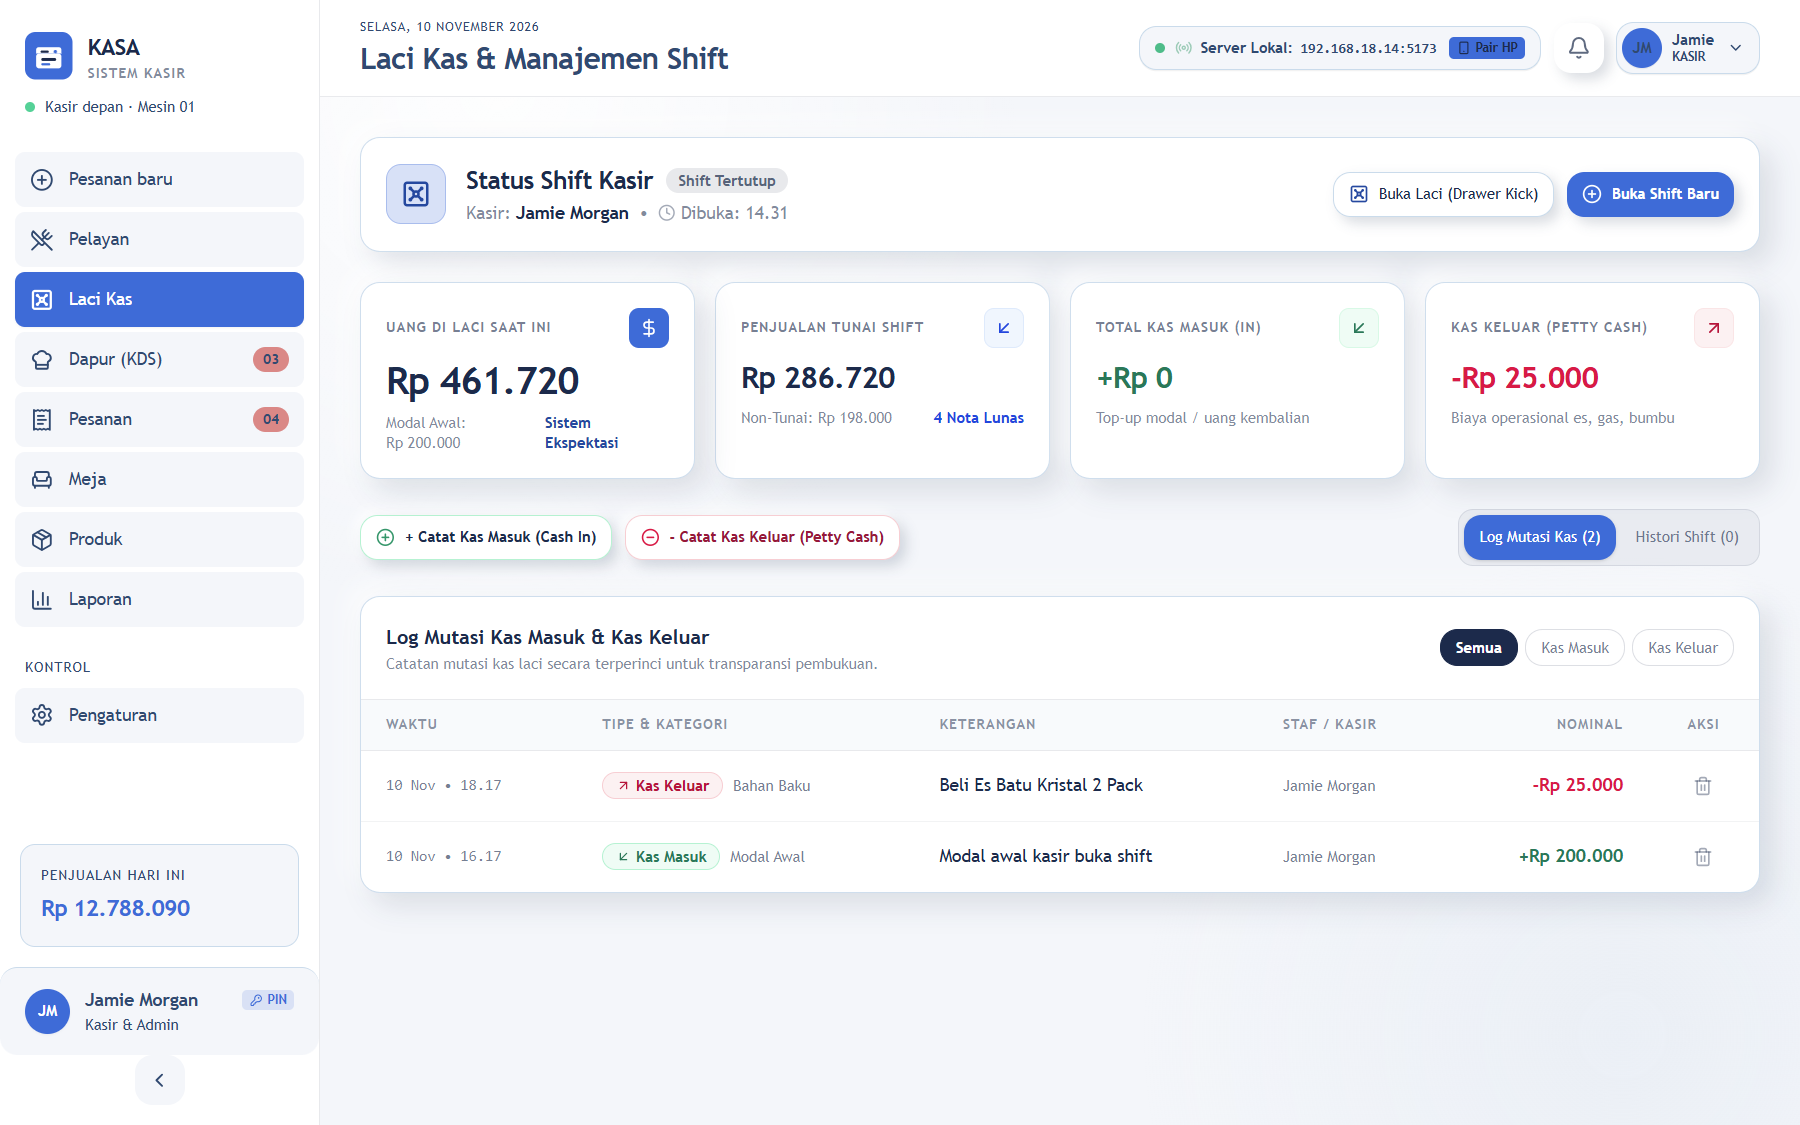 KASA
SISTEM KASIR
Kasir depan · Mesin 01
Pesanan baru
Pelayan
Laci Kas
Dapur (KDS) 03
Pesanan 04
Meja
Produk
Laporan
KONTROL
Pengaturan
PENJUALAN HARI INI
Rp 12.788.090
JM
Jamie Morgan
Kasir & Admin
PIN
SELASA, 10 NOVEMBER 2026
Laci Kas & Manajemen Shift
Server Lokal: 192.168.18.14:5173 Pair HP
JM
Jamie
KASIR
Status Shift Kasir Shift Tertutup
Kasir: Jamie Morgan • Dibuka: 14.31
Buka Laci (Drawer Kick)
Buka Shift Baru
UANG DI LACI SAAT INI
Rp 461.720
Modal Awal: Rp 200.000
Sistem Ekspektasi
PENJUALAN TUNAI SHIFT
Rp 286.720
Non-Tunai: Rp 198.000 4 Nota Lunas
TOTAL KAS MASUK (IN)
+Rp 0
Top-up modal / uang kembalian
KAS KELUAR (PETTY CASH)
-Rp 25.000
Biaya operasional es, gas, bumbu
+ Catat Kas Masuk (Cash In)
- Catat Kas Keluar (Petty Cash)
Log Mutasi Kas (2)
Histori Shift (0)
Log Mutasi Kas Masuk & Kas Keluar
Catatan mutasi kas laci secara terperinci untuk transparansi pembukuan.
Semua
Kas Masuk
Kas Keluar
WAKTU TIPE & KATEGORI KETERANGAN STAF / KASIR NOMINAL AKSI
10 Nov • 18.17 Kas Keluar Bahan Baku Beli Es Batu Kristal 2 Pack Jamie Morgan -Rp 25.000
10 Nov • 16.17 Kas Masuk Modal Awal Modal awal kasir buka shift Jamie Morgan +Rp 200.000